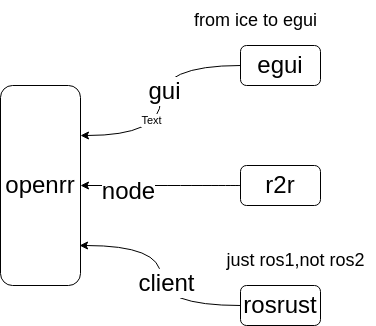 from ice to egui
egui
gui
Text
openrr
node
r2r
just ros1,not ros2
client
rosrust